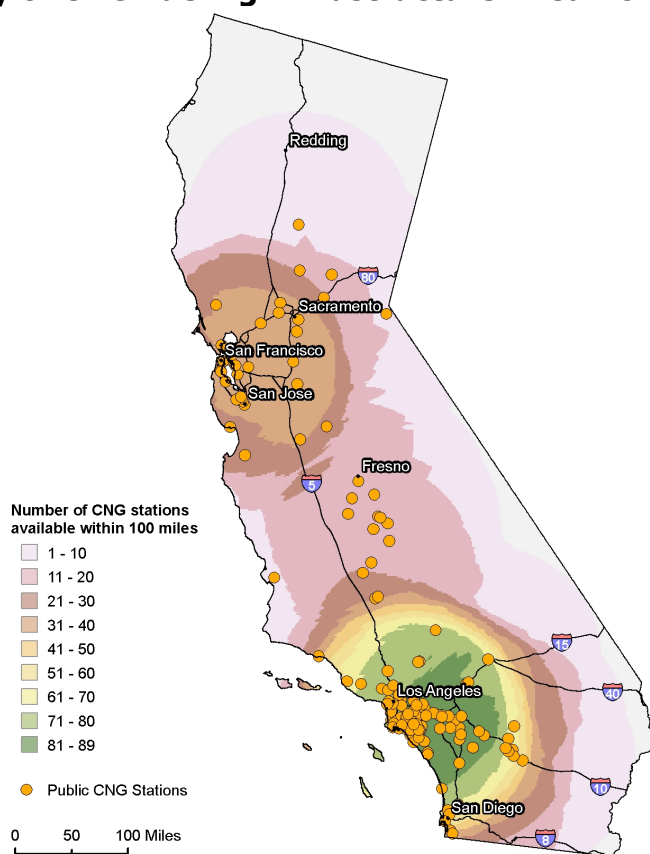 Redding
80
Sacramento
San Francisco
San Jose
Fresno
5
Number of CNG stations
available within 100 miles
1 - 10
11 - 20
21 - 30
31 - 40
41 - 50
51 - 60
61 - 70
71 - 80
81 - 89
Public CNG Stations
0 50 100 Miles
15
40
Los Angeles
10
San Diego
8